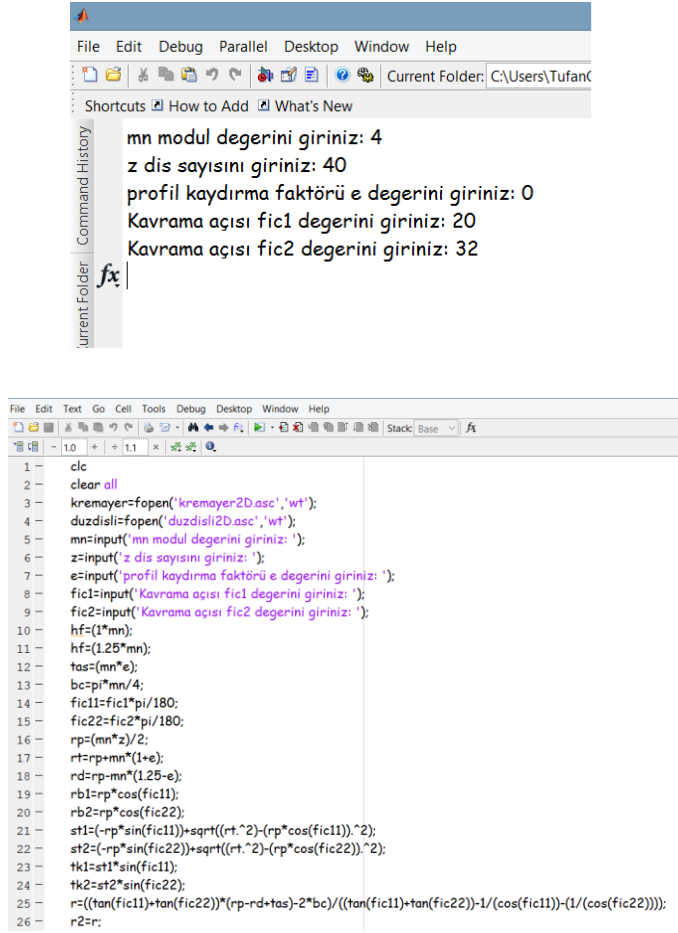 File Edit Debug Parallel Desktop Window Help
Current Folder: C:\Users\Tufan
Shortcuts How to Add What's New
Command History
mn modul degerini giriniz: 4
z dis sayısını giriniz: 40
profil kaydırma faktörü e degerini giriniz: 0
Kavrama açısı fic1 degerini giriniz: 20
Kavrama açısı fic2 degerini giriniz: 32
fx
urrent Folder
File Edit Text Go Cell Tools Debug Desktop Window Help
Stack: Base fx
- 1.0 + ÷ 1.1 ×
1 - clc
2 - clear all
3 - kremayer=fopen('kremayer2D.asc','wt');
4 - duzdisli=fopen('duzdisli2D.asc','wt');
5 - mn=input('mn modul degerini giriniz: ');
6 - z=input('z dis sayısını giriniz: ');
7 - e=input('profil kaydırma faktörü e degerini giriniz: ');
8 - fic1=input('Kavrama açısı fic1 degerini giriniz: ');
9 - fic2=input('Kavrama açısı fic2 degerini giriniz: ');
10 - hf=(1*mn);
11 - hf=(1.25*mn);
12 - tas=(mn*e);
13 - bc=pi*mn/4;
14 - fic11=fic1*pi/180;
15 - fic22=fic2*pi/180;
16 - rp=(mn*z)/2;
17 - rt=rp+mn*(1+e);
18 - rd=rp-mn*(1.25-e);
19 - rb1=rp*cos(fic11);
20 - rb2=rp*cos(fic22);
21 - st1=(-rp*sin(fic11))+sqrt((rt.^2)-(rp*cos(fic11)).^2);
22 - st2=(-rp*sin(fic22))+sqrt((rt.^2)-(rp*cos(fic22)).^2);
23 - tk1=st1*sin(fic11);
24 - tk2=st2*sin(fic22);
25 - r=((tan(fic11)+tan(fic22))*(rp-rd+tas)-2*bc)/((tan(fic11)+tan(fic22))-1/(cos(fic11))-(1/(cos(fic22))));
26 - r2=r;